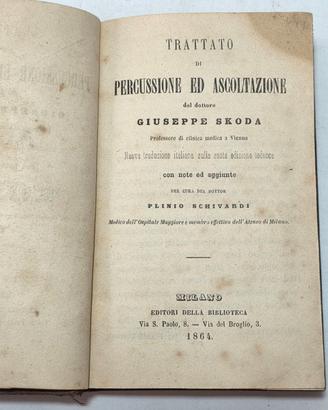 TRATTATO
DI
PERCUSSIONE ED ASCOLTAZIONE
del dottore
GIUSEPPE SKODA
Professore di clinica medica a Vienna
Nuova traduzione italiana sulla sesta edizione tedesca
con note ed aggiunte
PER CURA DEL DOTTOR
PLINIO SCHIVARDI
Medico dell'Ospitale Maggiore e membro effettivo dell'Ateneo di Milano.
MILANO
EDITORI DELLA BIBLIOTECA
Via S. Paolo, 8. — Via del Broglio, 3.
1864.